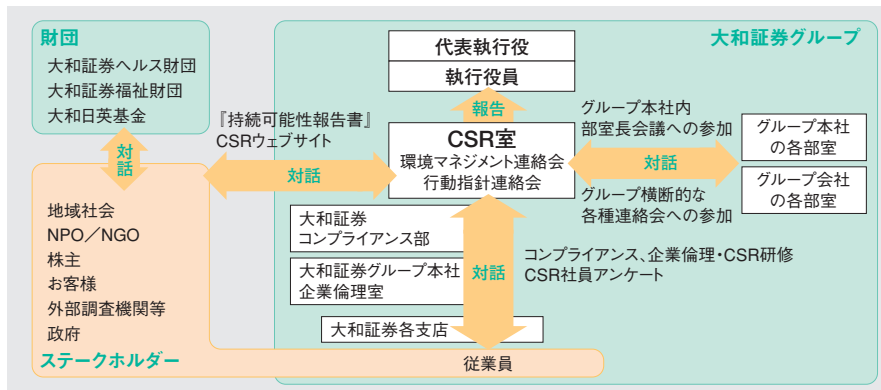 財団
大和証券ヘルス財団
大和証券福祉財団
大和日英基金
対話
地域社会
NPO／NGO
株主
お客様
外部調査機関等
政府
ステークホルダー
『持続可能性報告書』
CSRウェブサイト
対話
大和証券グループ
代表執行役
執行役員
報告
CSR室
環境マネジメント連絡会
行動指針連絡会
グループ本社内
部室長会議への参加
対話
グループ横断的な
各種連絡会への参加
グループ本社
の各部室
グループ会社
の各部室
大和証券
コンプライアンス部
大和証券グループ本社
企業倫理室
対話
コンプライアンス、企業倫理・CSR研修
CSR社員アンケート
大和証券各支店
従業員